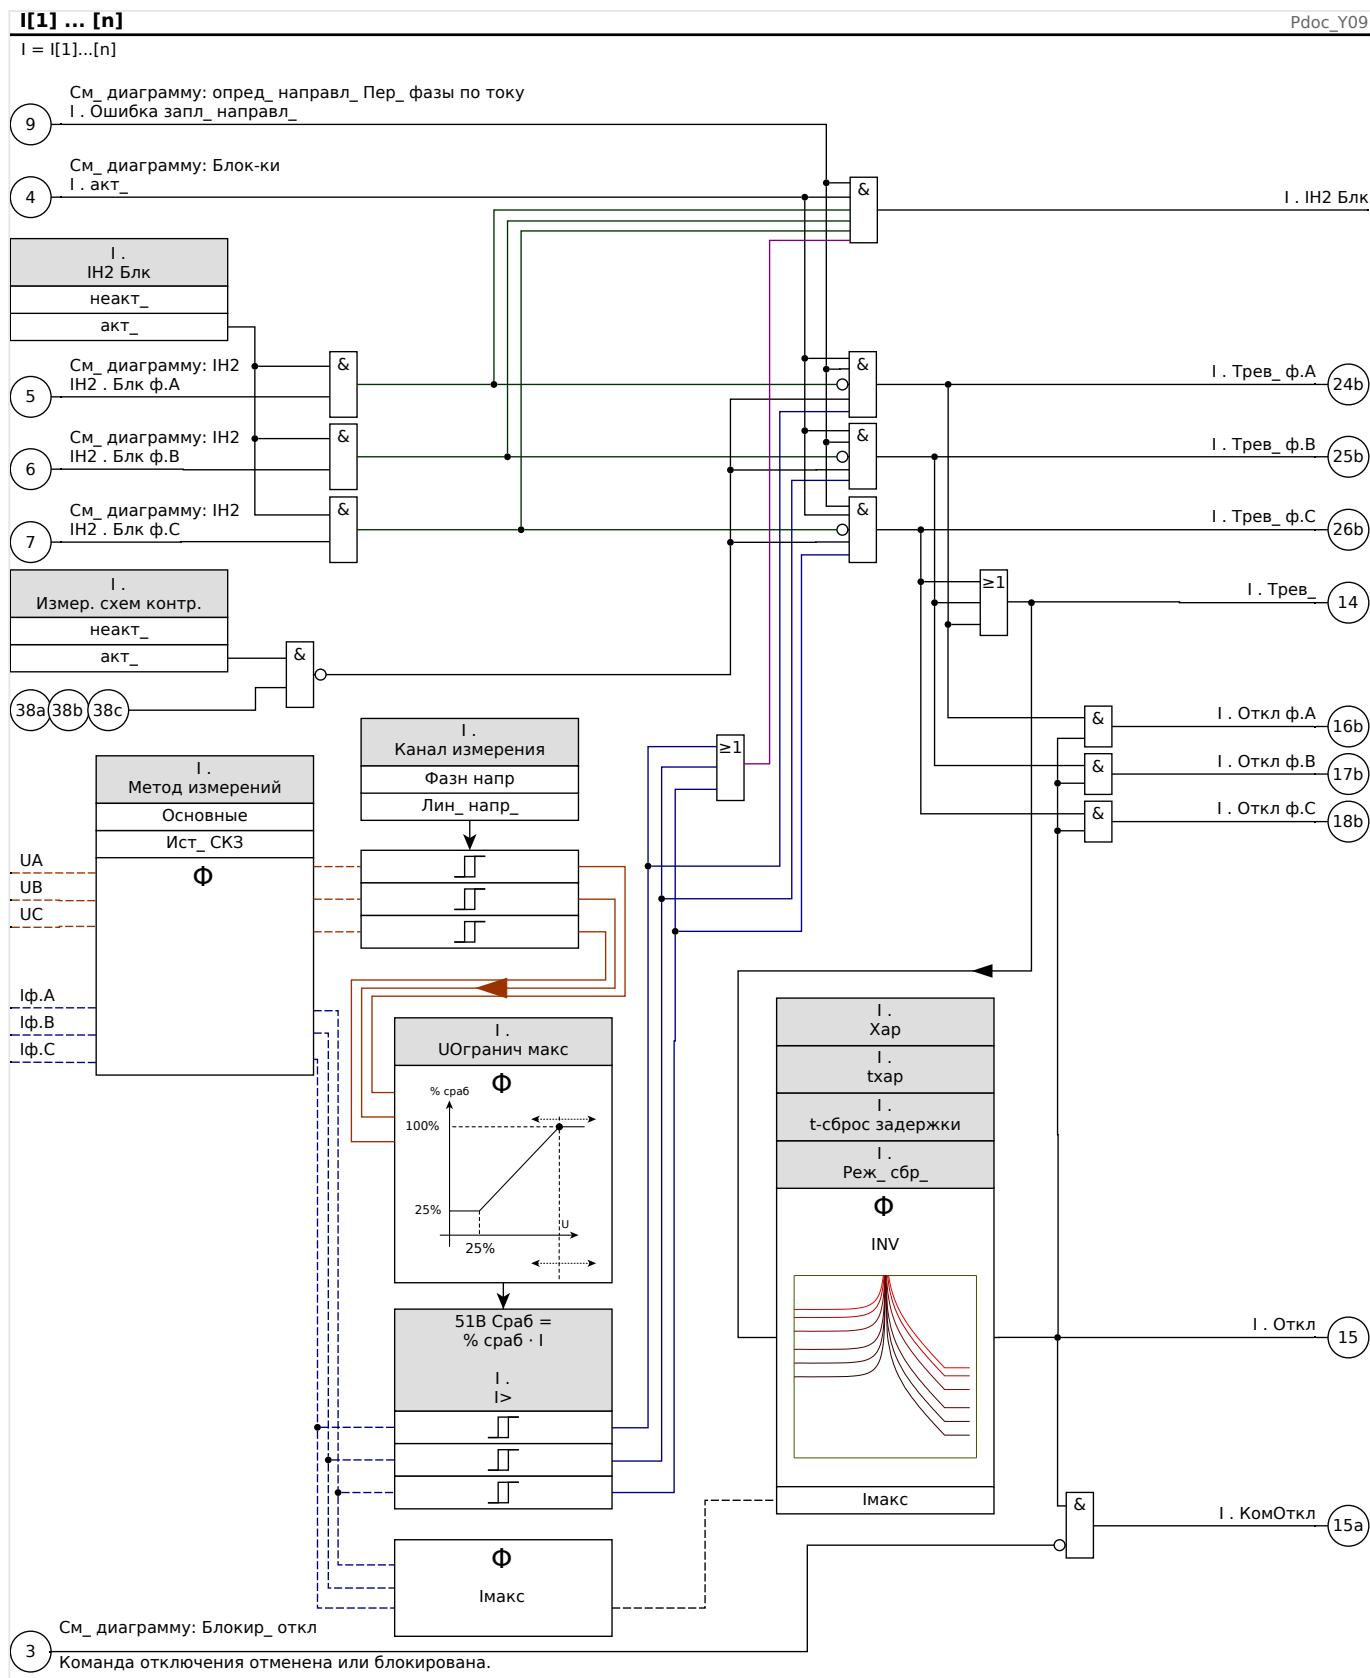 I[1] ... [n]
Pdoc_Y09
I = I[1]...[n]
См_ диаграмму: опред_ направл_ Пер_ фазы по току
9
I . Ошибка запл_ направл_
См_ диаграмму: Блок-ки
4
I . акт_
&
I . IH2 Блк
I .
IH2 Блк
неакт_
акт_
См_ диаграмму: IH2
5
IH2 . Блк ф.A
&
&
I . Трев_ ф.A
24b
См_ диаграмму: IH2
6
IH2 . Блк ф.B
&
&
I . Трев_ ф.B
25b
См_ диаграмму: IH2
7
IH2 . Блк ф.C
&
&
I . Трев_ ф.C
26b
I .
Измер. схем контр.
неакт_
акт_
&
≥1
I . Трев_
14
38a
38b
38c
I .
Канал измерения
Фазн напр
Лин_ напр_
≥1
&
I . Откл ф.A
16b
&
I . Откл ф.B
17b
&
I . Откл ф.C
18b
I .
Метод измерений
Основные
Ист_ СКЗ
Φ
UA
UB
UC
Iф.A
Iф.B
Iф.C
I .
UОгранич макс
Φ
% сраб
100%
25%
U
25%
I .
Хар
I .
tхар
I .
t-сброс задержки
I .
Реж_ сбр_
Φ
INV
Iмакс
51В Сраб =
% сраб · I
I .
I>
I . Откл
15
Φ
Iмакс
&
I . КомОткл
15a
См_ диаграмму: Блокир_ откл
3
Команда отключения отменена или блокирована.